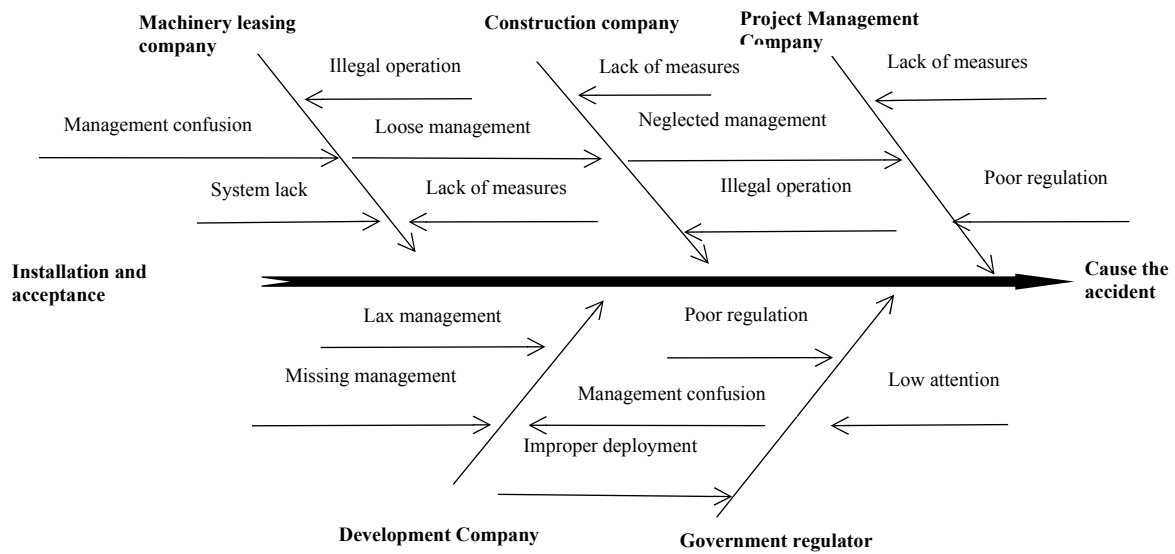 Machinery leasing
company
Construction company
Project Management
Company
Illegal operation
Lack of measures
Lack of measures
Management confusion
Loose management
Neglected management
System lack
Lack of measures
Illegal operation
Poor regulation
Installation and
acceptance
Cause the
accident
Lax management
Poor regulation
Missing management
Management confusion
Low attention
Improper deployment
Development Company
Government regulator